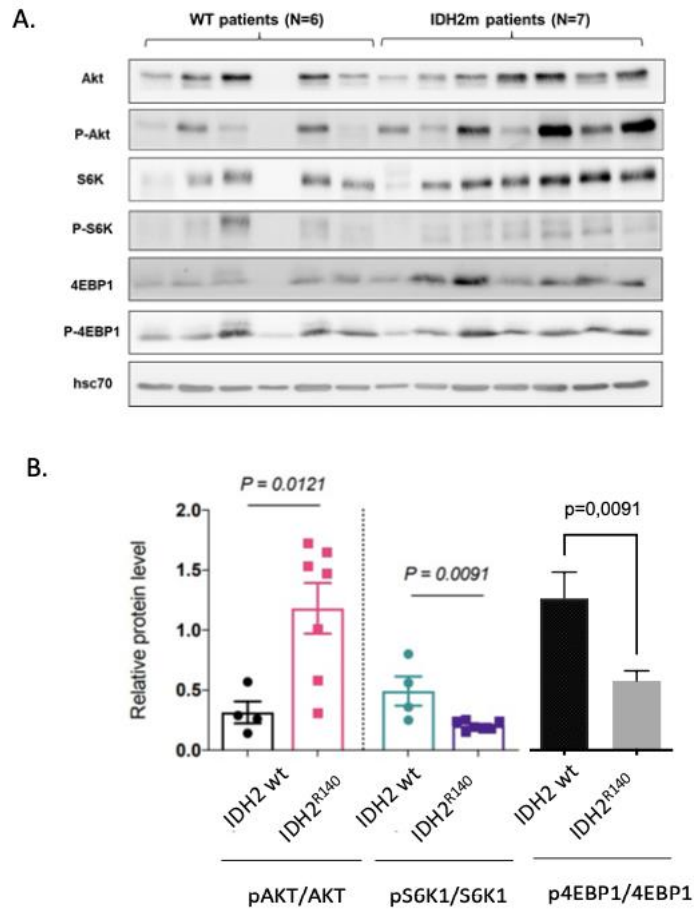 A.
WT patients (N=6) IDH2m patients (N=7)
Akt
P-Akt
S6K
P-S6K
4EBP1
P-4EBP1
hsc70
B.
P = 0.0121
p=0,0091
P = 0.0091
Relative protein level
2.0
1.5
1.0
0.5
0.0
IDH2 wt IDH2R140 IDH2 wt IDH2R140 IDH2 wt IDH2R140
pAKT/AKT pS6K1/S6K1 p4EBP1/4EBP1